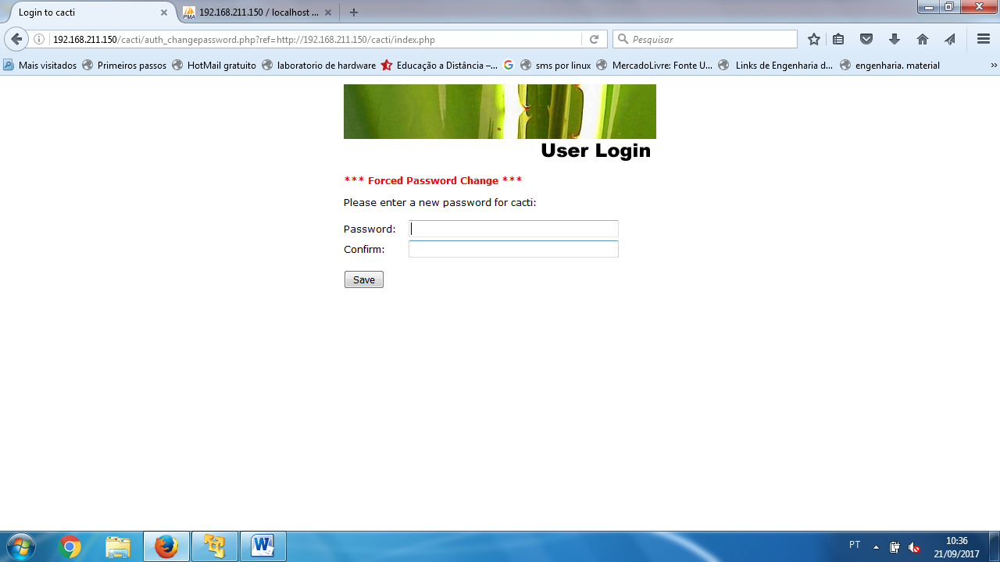 Login to cacti
192.168.211.150 / localhost ...
192.168.211.150/cacti/auth_changepassword.php?ref=http://192.168.211.150/cacti/index.php
Pesquisar
Mais visitados Primeiros passos HotMail gratuito laboratorio de hardware Educação a Distância –... sms por linux MercadoLivre: Fonte U... Links de Engenharia d... engenharia. material
User Login
*** Forced Password Change ***
Please enter a new password for cacti:
Password:
Confirm:
Save
PT
10:36
21/09/2017